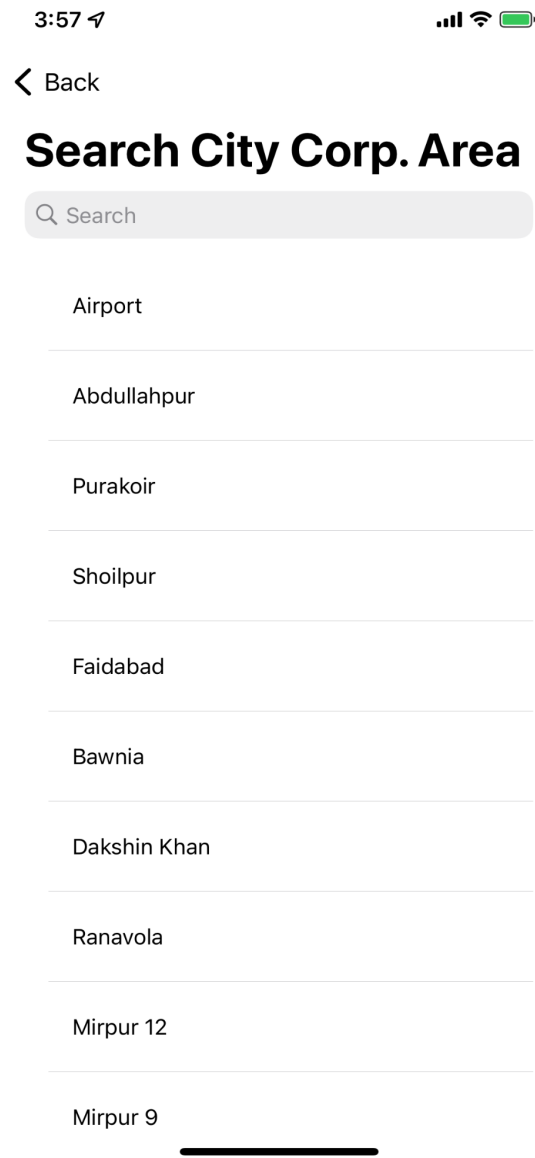 3:57
Back
Search City Corp. Area
Search
Airport
Abdullahpur
Purakoir
Shoilpur
Faidabad
Bawnia
Dakshin Khan
Ranavola
Mirpur 12
Mirpur 9